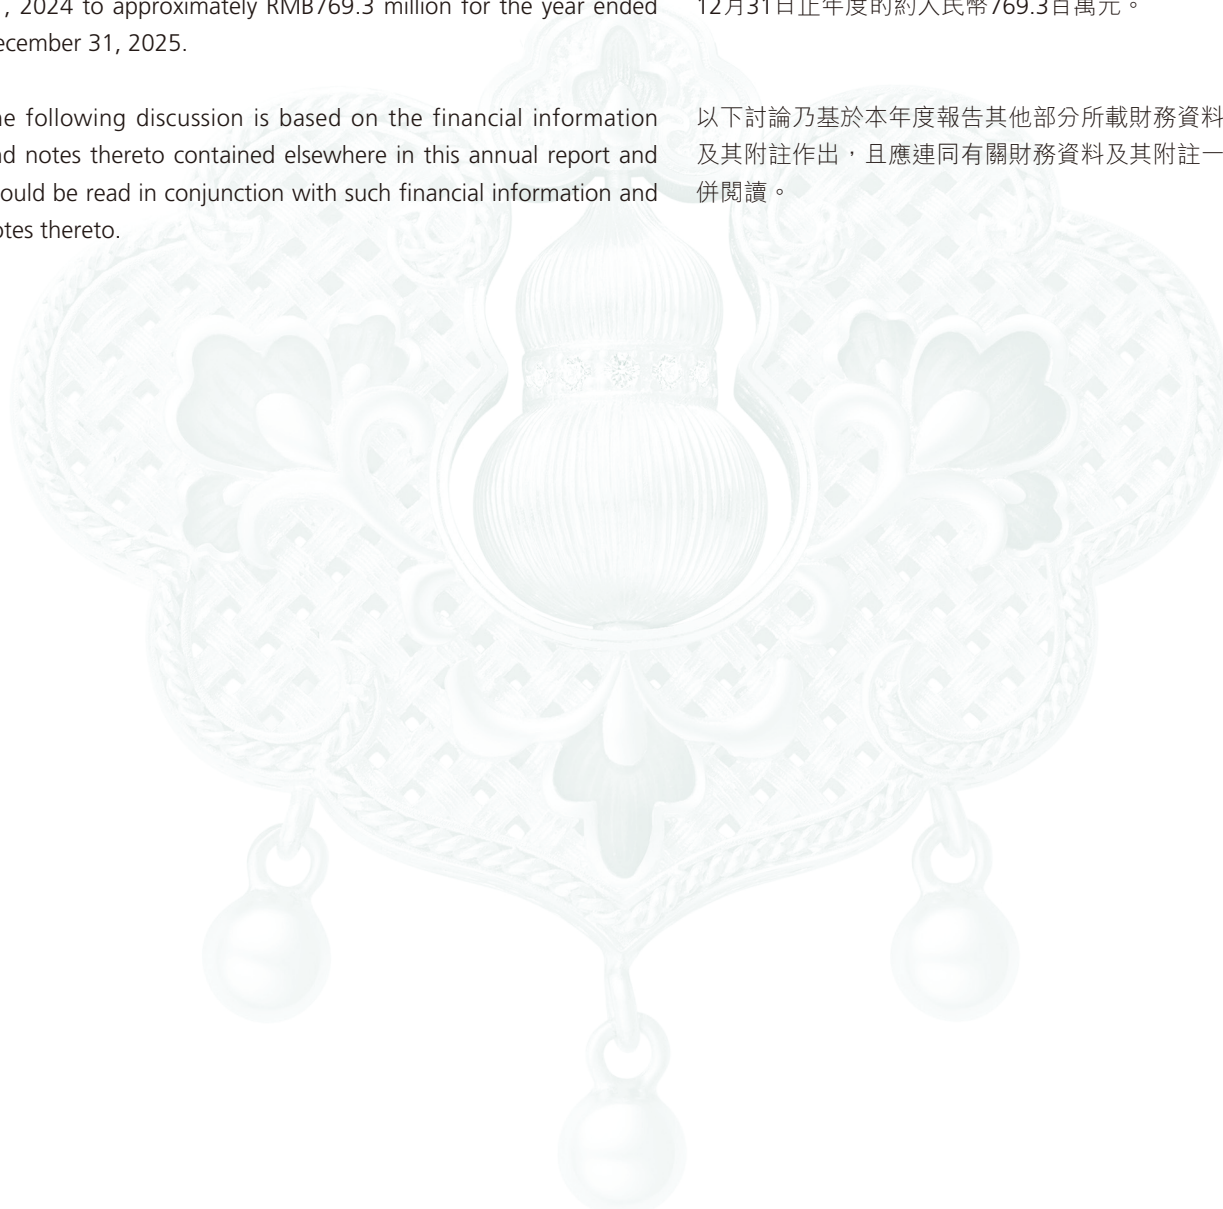 , 2024 to approximately RMB769.3 million for the year ended
ecember 31, 2025.
e following discussion is based on the financial information
d notes thereto contained elsewhere in this annual report and
ould be read in conjunction with such financial information and
tes thereto.
12月31日止年度的約人民幣769.3百萬元。
以下討論乃基於本年度報告其他部分所載財務資料
及其附註作出，且應連同有關財務資料及其附註一
併閱讀。